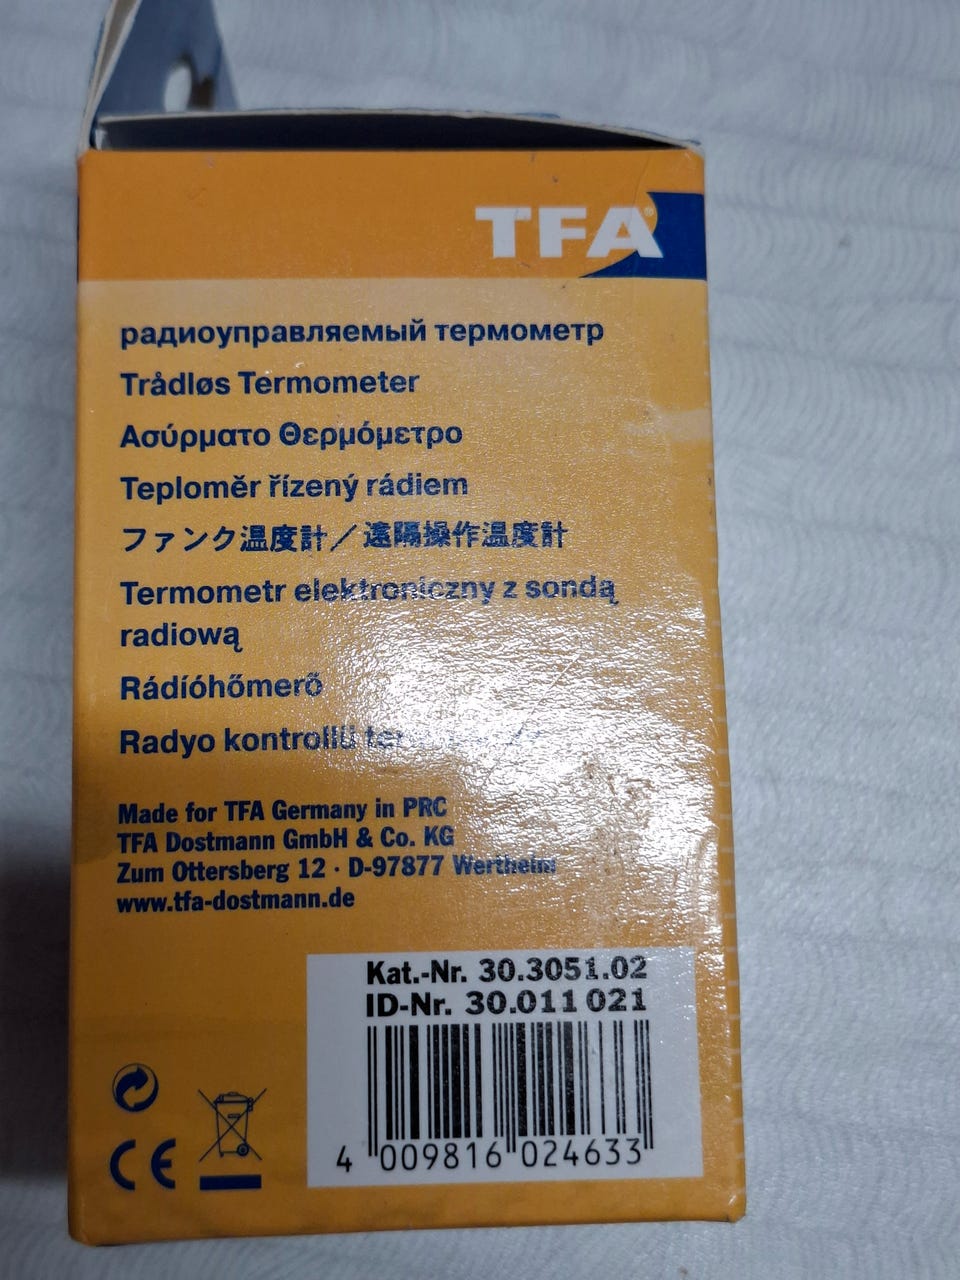 TFA®
радиоуправляемый термометр
Trådløs Termometer
Ασύρματο Θερμόμετρο
Teploměr řízený rádiem
ファンク温度計／遠隔操作温度計
Termometr elektroniczny z sondą
radiową
Rádíóhőmerő
Radyo kontrollü
Made for TFA Germany in PRC
TFA Dostmann GmbH & Co. KG
Zum Ottersberg 12 · D-97877 Wertheim
www.tfa-dostmann.de
Kat.-Nr. 30.3051.02
ID-Nr. 30.011 021
4 009816 024633
CE